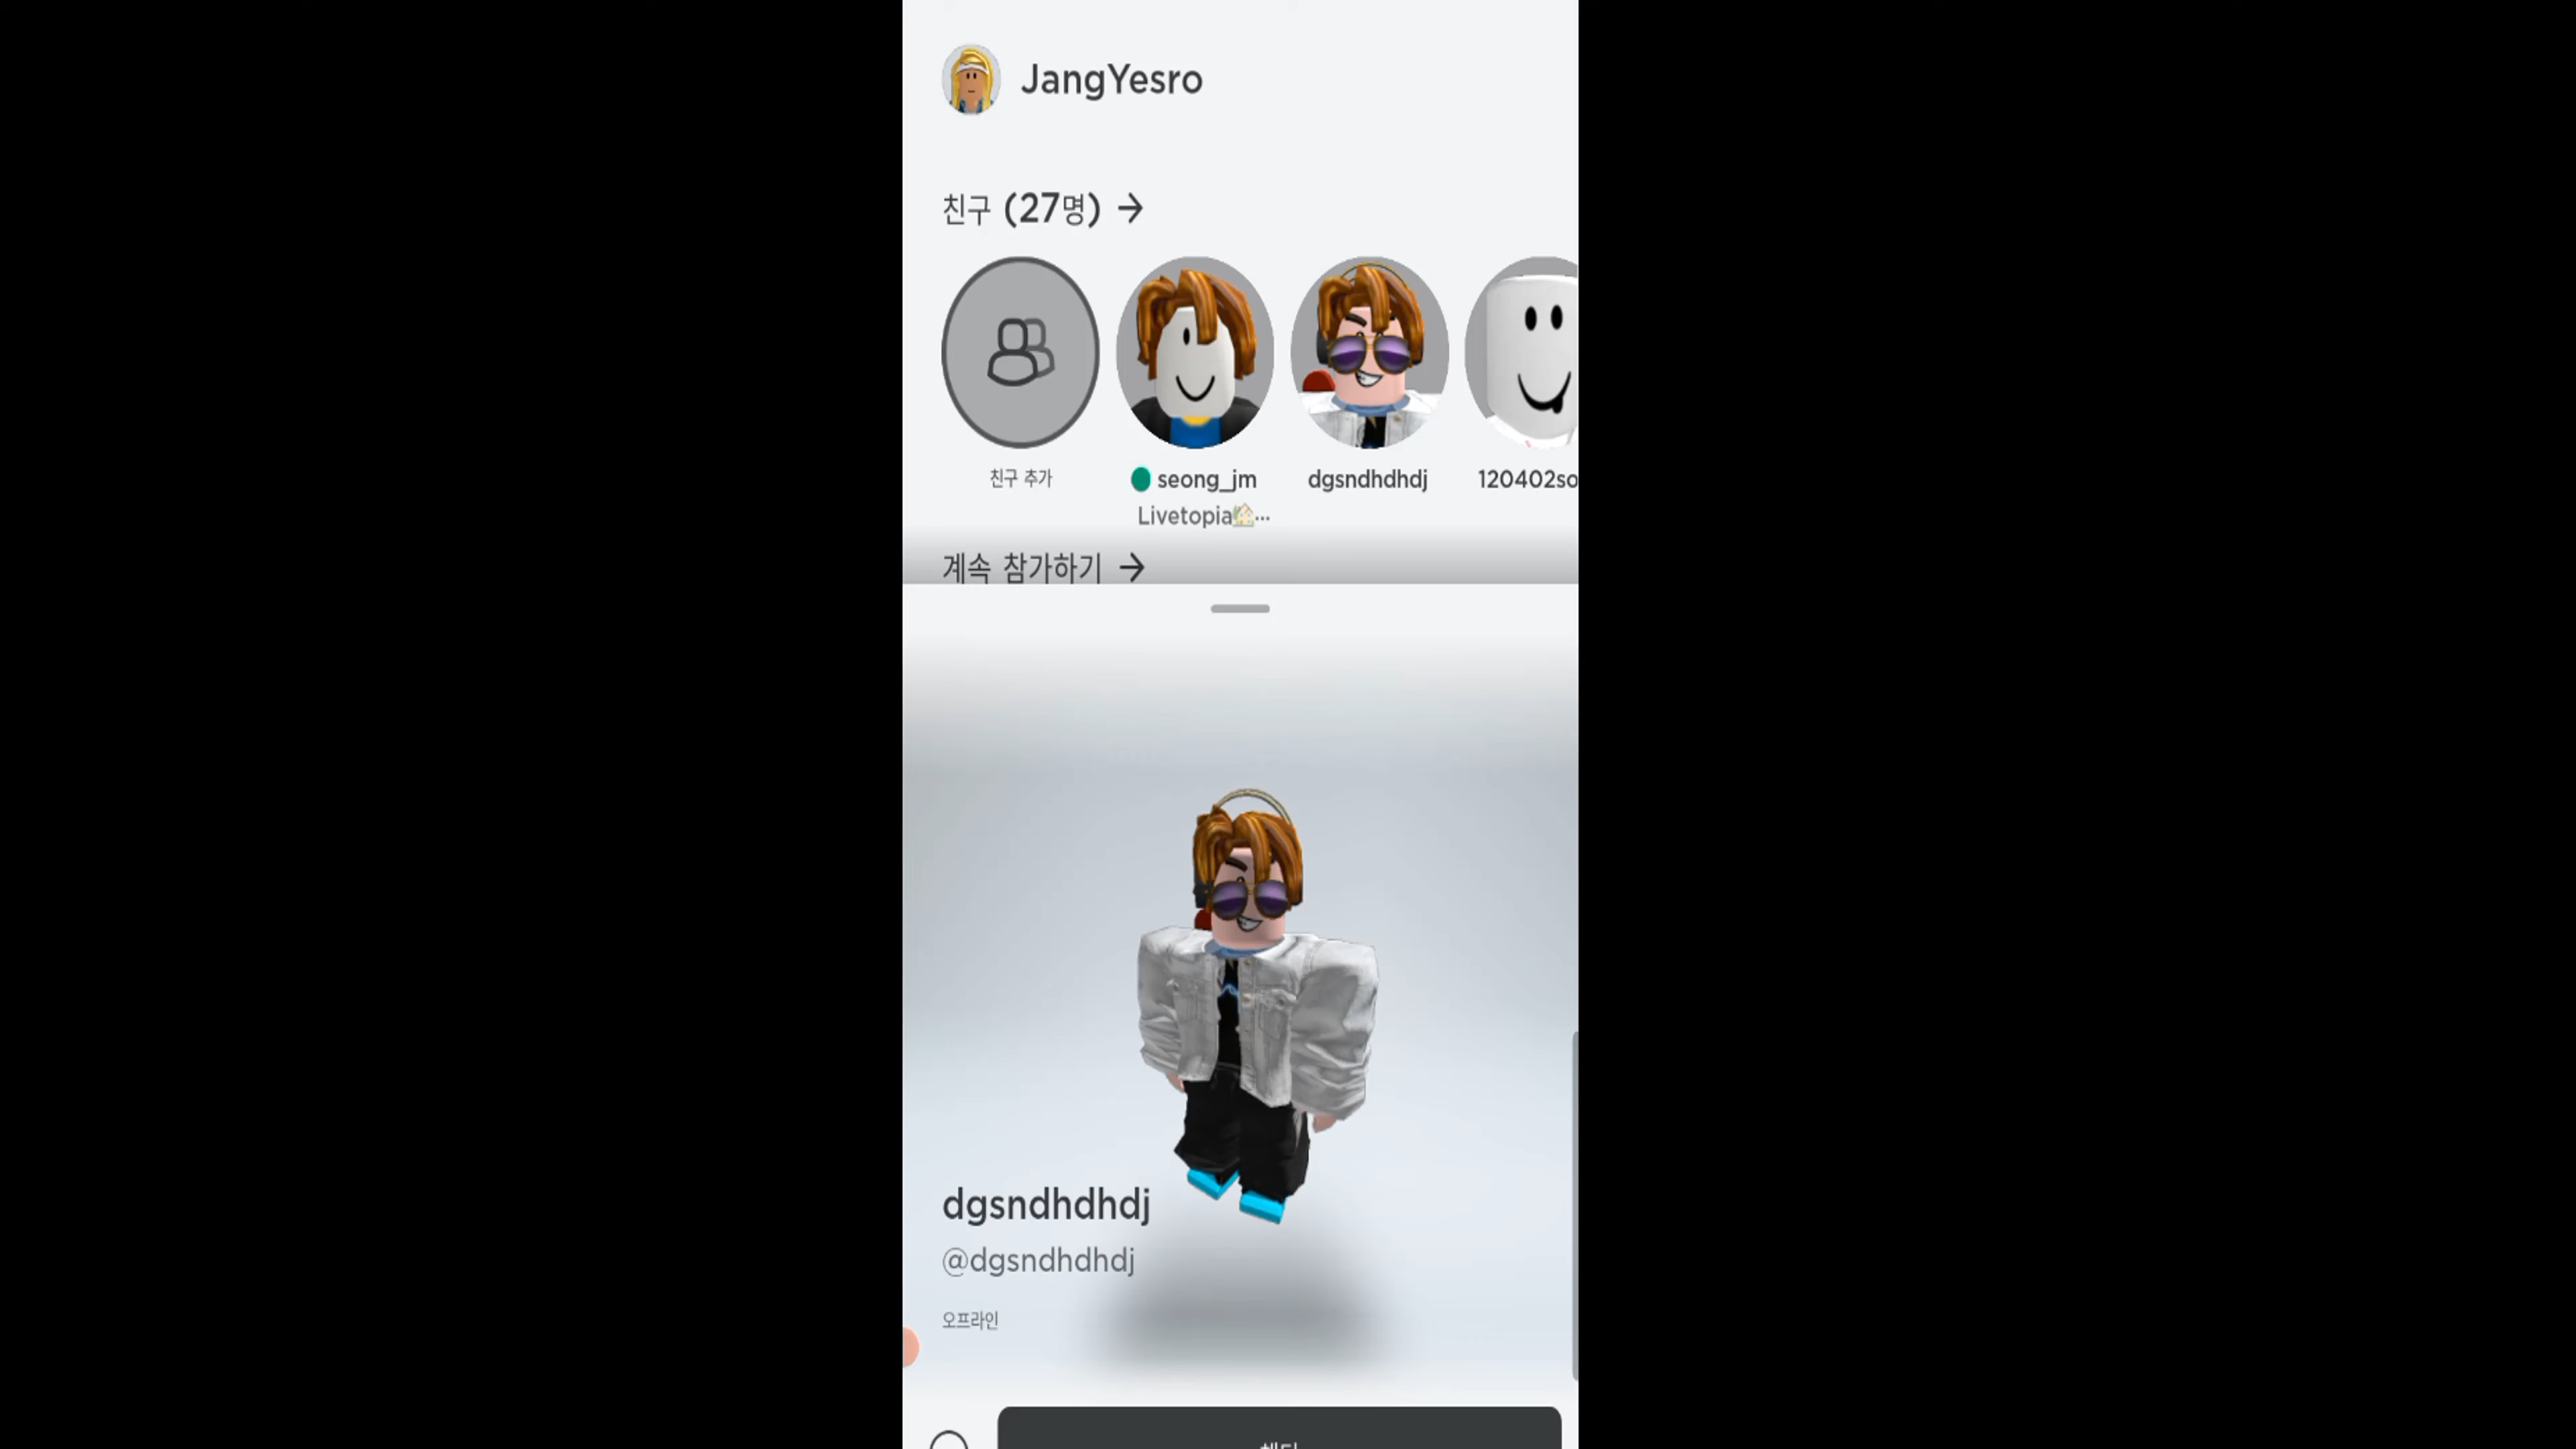 JangYesro
친구 (27명)
친구 추가
seong_jm
Livetopia🏠...
dgsndhdhdj
120402so
계속 참가하기
dgsndhdhdj
@dgsndhdhdj
오프라인